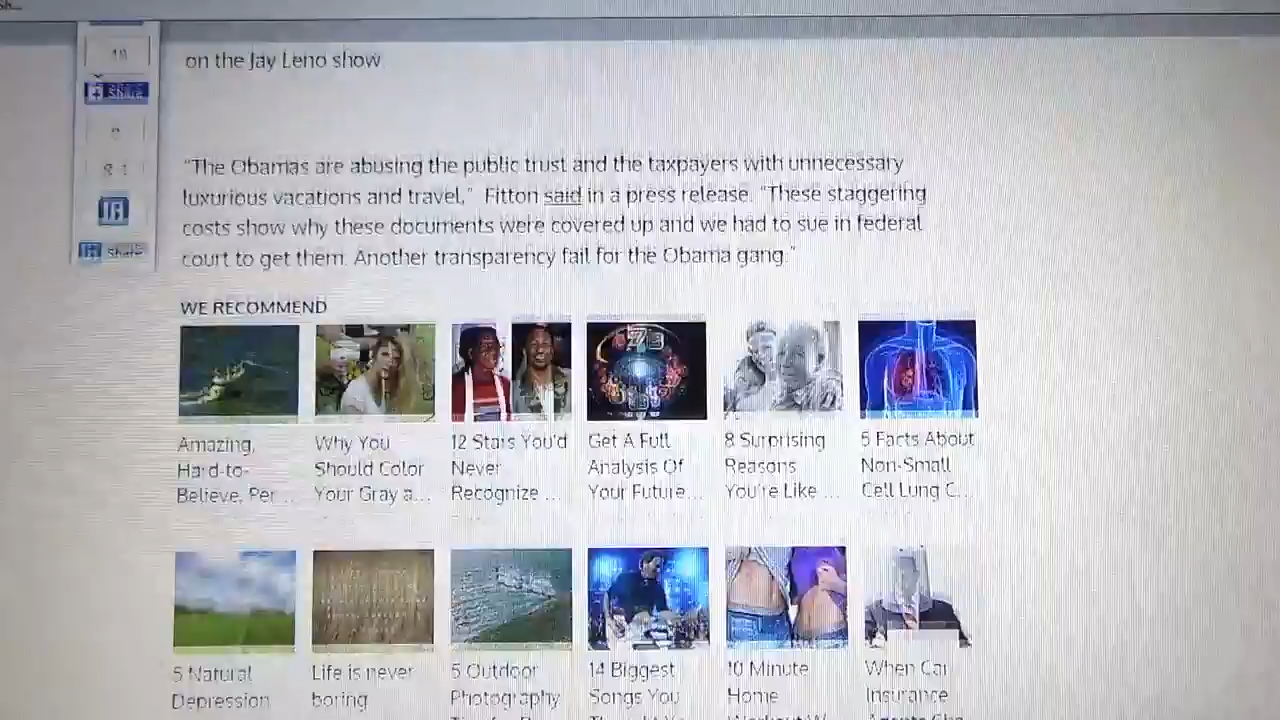 on the Jay Leno show
"The Obamas are abusing the public trust and the taxpayers with unnecessary
luxurious vacations and travel," Fitton said in a press release. "These staggering
costs show why these documents were covered up and we had to sue in federal
court to get them. Another transparency fail for the Obama gang."
Share
Share
WE RECOMMEND
Amazing,
Hard-to-
Believe, Per...
Why You
Should Color
Your Gray a...
12 Stars You'd
Never
Recognize ...
Get A Full
Analysis Of
Your Future...
8 Surprising
Reasons
You're Like ...
5 Facts About
Non-Small
Cell Lung C...
5 Natural
Depression
Life is never
boring
5 Outdoor
Photography
14 Biggest
Songs You
10 Minute
Home
When Car
Insurance